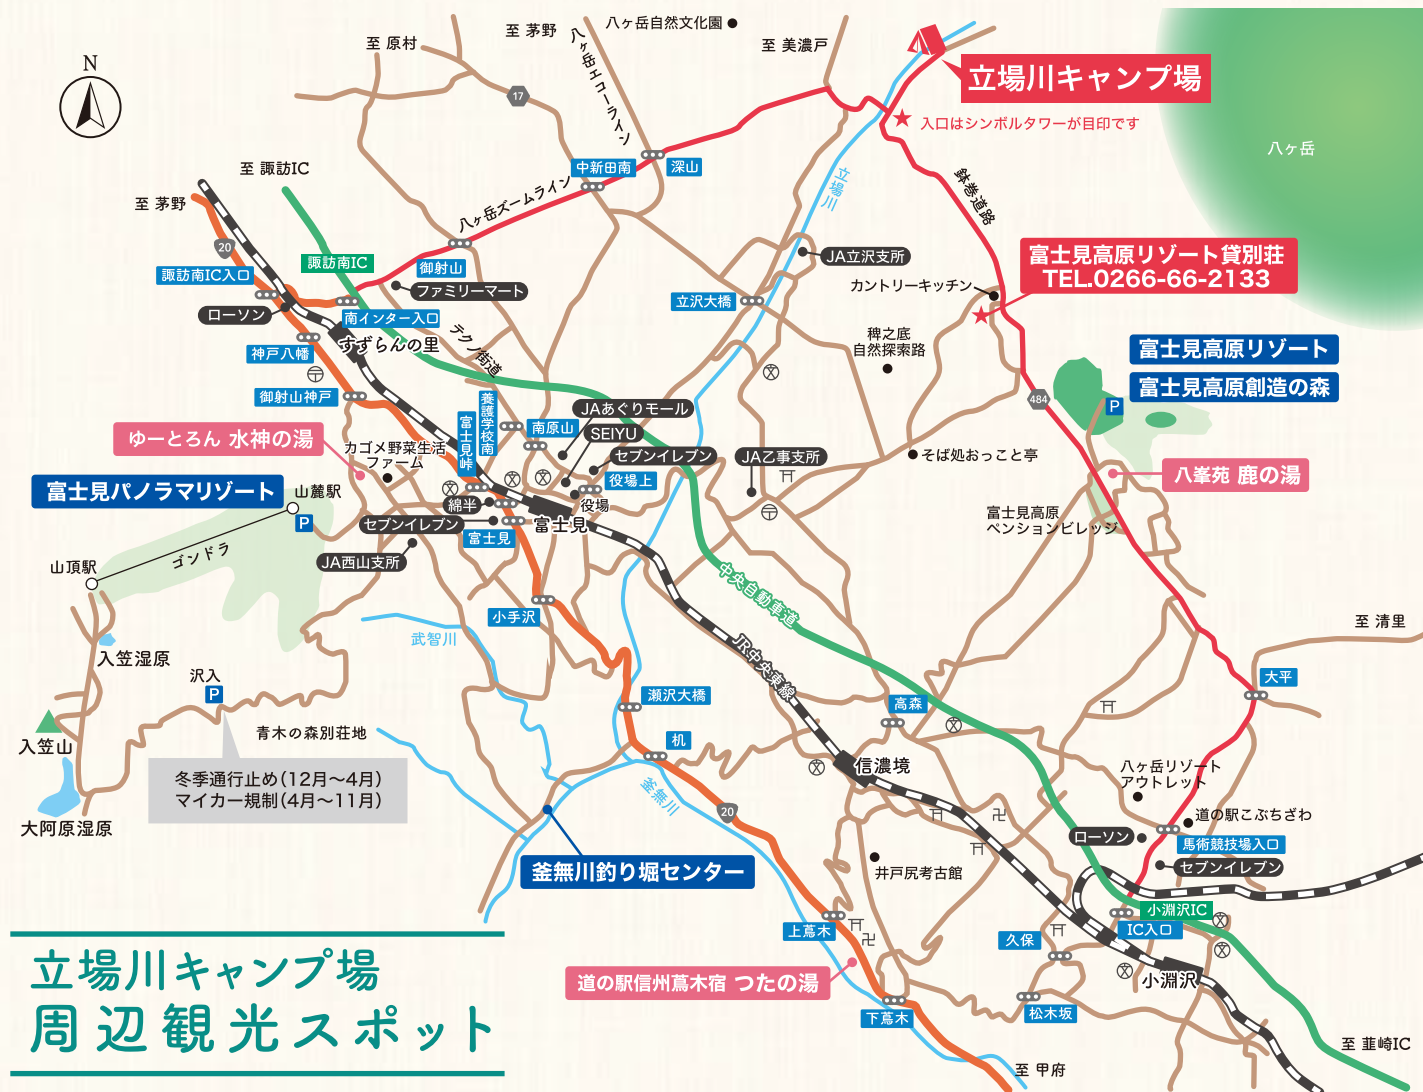 N
至 原村
至 茅野
八ヶ岳自然文化園
八ヶ岳エコーライン
至 美濃戸
立場川キャンプ場
入口はシンボルタワーが目印です
八ヶ岳
17
至 諏訪IC
至 茅野
20
中新田南
深山
八ヶ岳ズームライン
立場川
鉢巻道路
諏訪南IC
諏訪南IC入口
御射山
ファミリーマート
JA立沢支所
富士見高原リゾート貸別荘
TEL.0266-66-2133
カントリーキッチン
ローソン
南インター入口
立沢大橋
すずらんの里
テクノ街道
神戸八幡
稗之底
自然探索路
富士見高原リゾート
富士見高原創造の森
御射山神戸
養護学校南
富士見峠
南原山
JAあぐりモール
SEIYU
セブンイレブン
484
P
ゆーとろん 水神の湯
カゴメ野菜生活
ファーム
JA乙事支所
そば処おっこと亭
八峯苑 鹿の湯
富士見パノラマリゾート
山麓駅
P
役場上
役場
綿半
セブンイレブン
富士見
富士見
富士見高原
ペンションビレッジ
ゴンドラ
山頂駅
JA西山支所
中央自動車道
小手沢
武智川
JR中央東線
至 清里
入笠湿原
沢入
P
瀬沢大橋
大平
高森
入笠山
青木の森別荘地
机
冬季通行止め(12月〜4月)
マイカー規制(4月〜11月)
釜無川
信濃境
八ヶ岳リゾート
アウトレット
20
道の駅こぶちざわ
ローソン
馬術競技場入口
セブンイレブン
大阿原湿原
釜無川釣り堀センター
井戸尻考古館
小淵沢IC
IC入口
上蔦木
久保
道の駅信州蔦木宿 つたの湯
小淵沢
下蔦木
松木坂
至 韮崎IC
至 甲府
立場川キャンプ場
周辺観光スポット